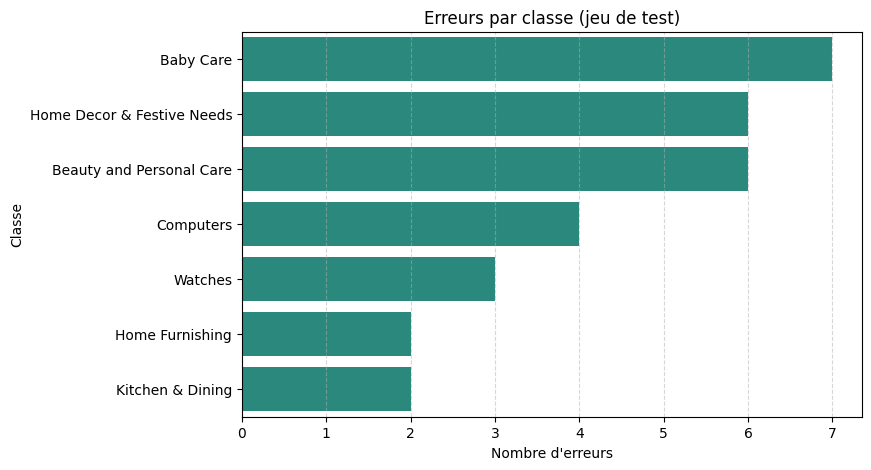 Erreurs par classe (jeu de test)
Classe
Baby Care
Home Decor & Festive Needs
Beauty and Personal Care
Computers
Watches
Home Furnishing
Kitchen & Dining
0 1 2 3 4 5 6 7
Nombre d'erreurs